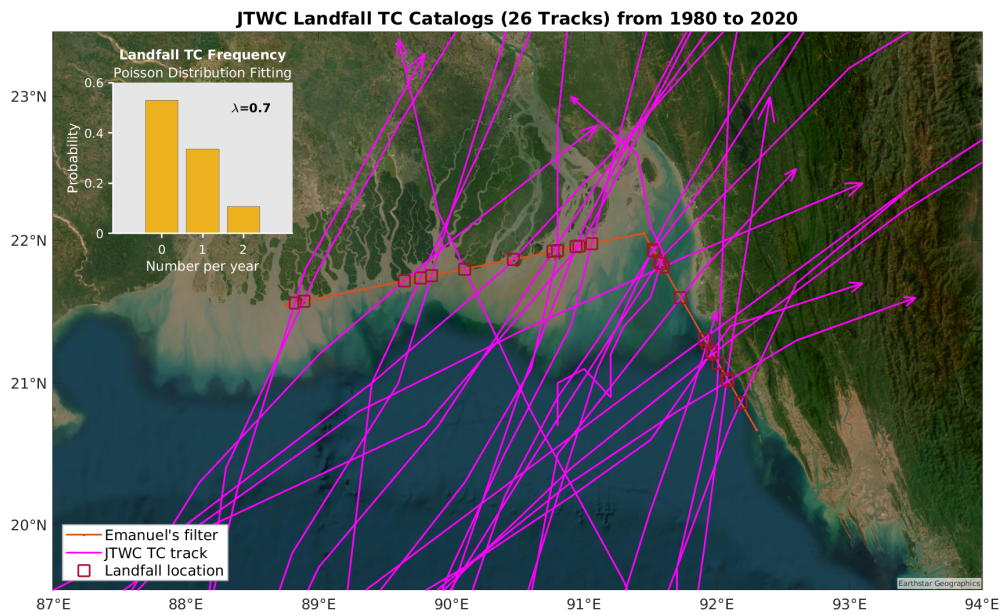 JTWC Landfall TC Catalogs (26 Tracks) from 1980 to 2020
Landfall TC Frequency
Poisson Distribution Fitting
λ=0.7
Probability
0.6
0.4
0.2
0
0 1 2
Number per year
23°N
22°N
21°N
20°N
Emanuel's filter
JTWC TC track
Landfall location
Earthstar Geographics
87°E 88°E 89°E 90°E 91°E 92°E 93°E 94°E